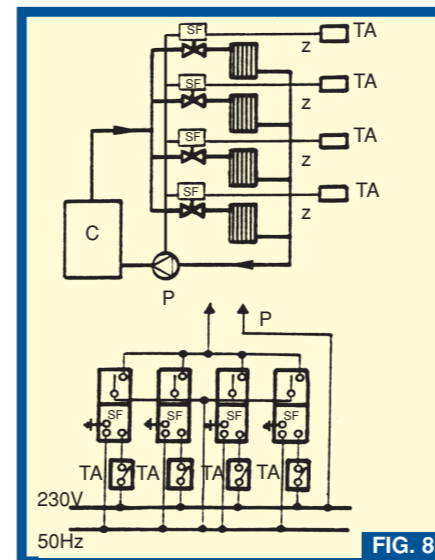 SF TA
z
SF TA
z
SF TA
z
SF TA
z
C
P
P
SF SF SF SF
TA TA TA TA
230V
50Hz
FIG. 8